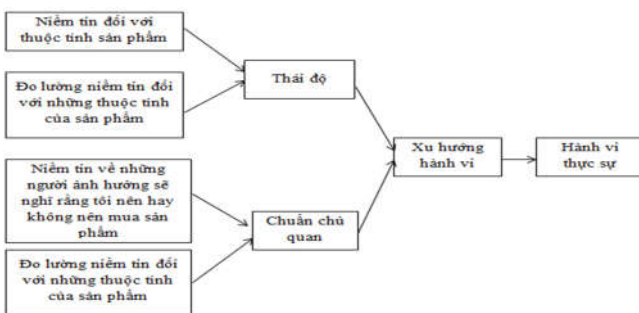 Niềm tin đối với
thuộc tính sản phẩm
Đo lường niềm tin đối
với những thuộc tính
của sản phẩm
Thái độ
Niềm tin về những
người ảnh hưởng sẽ
nghĩ rằng tôi nên hay
không nên mua sản
phẩm
Đo lường niềm tin đối
với những thuộc tính
của sản phẩm
Chuẩn chủ
quan
Xu hướng
hành vi
Hành vi
thực sự